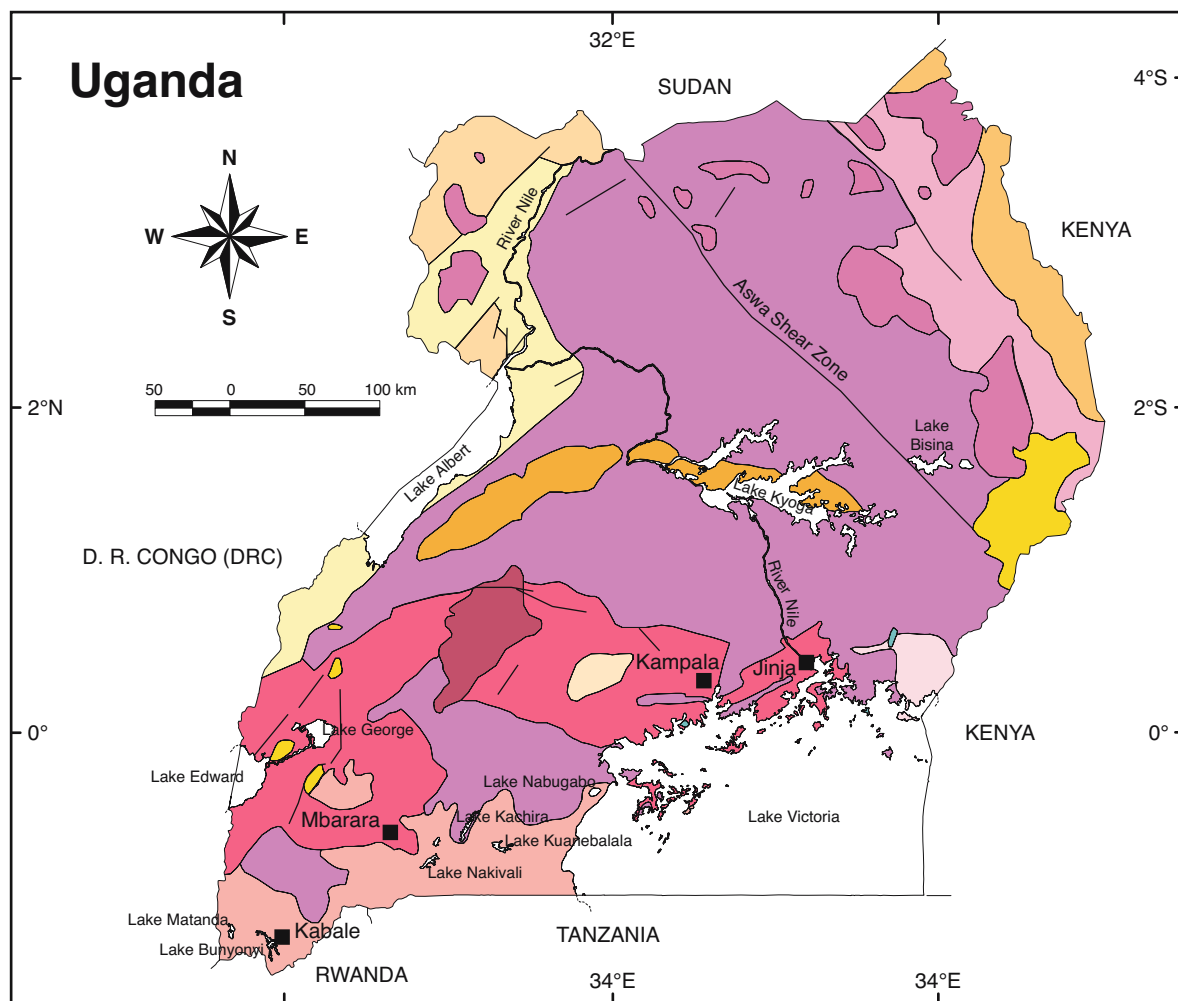 32°E
Uganda
4°S
SUDAN
N
W
E
S
River Nile
KENYA
Aswa Shear Zone
50
0
50
100 km
2°N
2°S
Lake
Bisina
Lake Albert
Lake Kyoga
D. R. CONGO (DRC)
River Nile
Kampala
Jinja
0°
Lake George
KENYA
0°
Lake Edward
Lake Nabugabo
Mbarara
Lake Kachira
Lake Victoria
Lake Kuanebalala
Lake Nakivali
Lake Matanda
Kabale
TANZANIA
Lake Bunyonyi
RWANDA
34°E
34°E